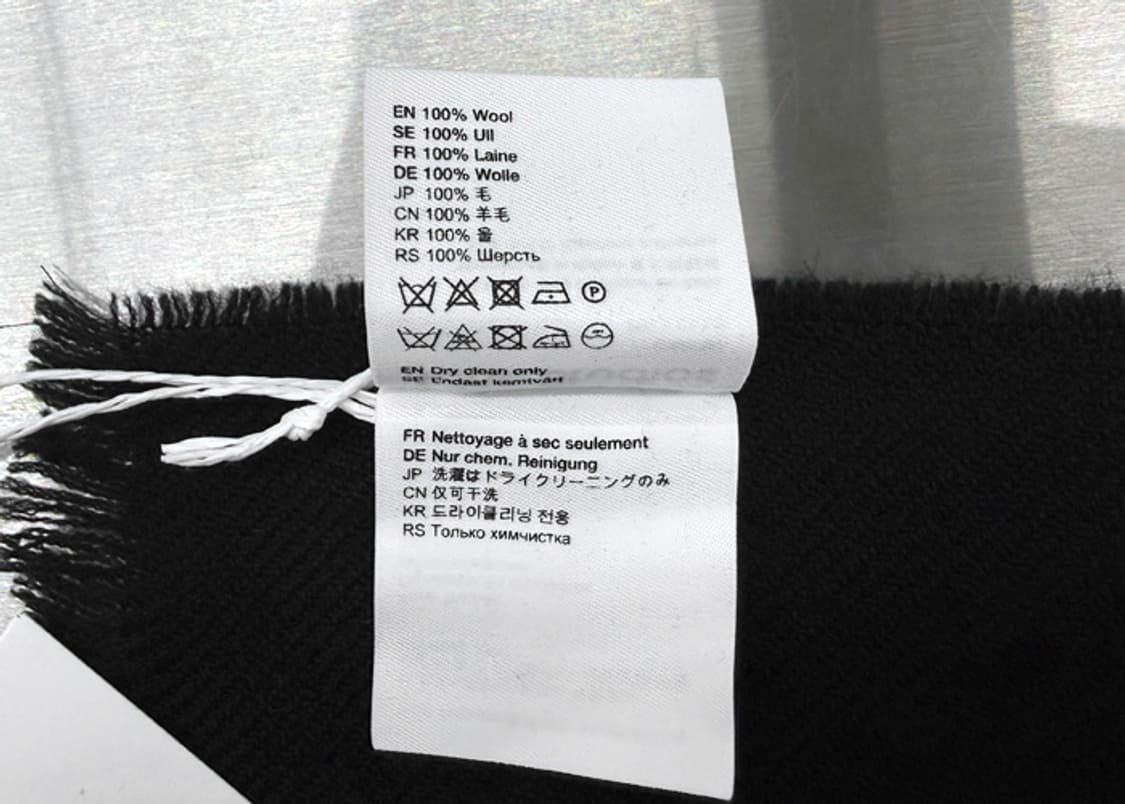 EN 100% Wool
SE 100% Ull
FR 100% Laine
DE 100% Wolle
JP 100% 毛
CN 100% 羊毛
KR 100% 울
RS 100% Шерсть
P
EN Dry clean only
SE Endast kemtvätt
FR Nettoyage à sec seulement
DE Nur chem. Reinigung
JP 洗濯はドライクリーニングのみ
CN 仅可干洗
KR 드라이클리닝 전용
RS Только химчистка